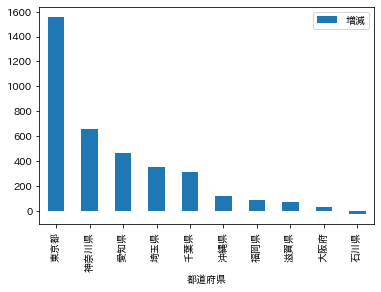 増減
1600
1400
1200
1000
800
600
400
200
0
東京都
神奈川県
愛知県
埼玉県
千葉県
沖縄県
福岡県
滋賀県
大阪府
石川県
都道府県